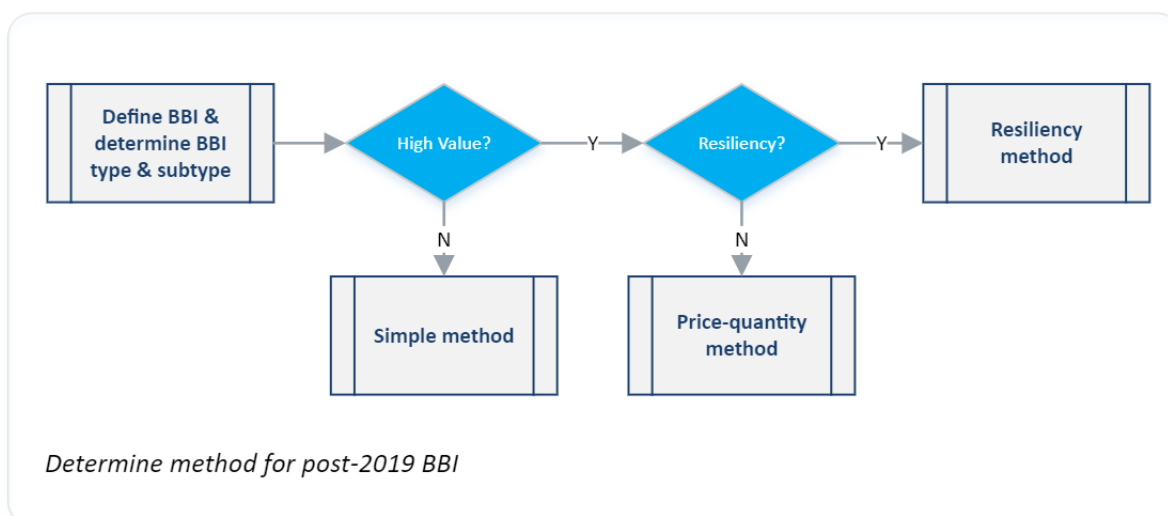 Define BBI &
determine BBI
type & subtype
High Value?
Y
Resiliency?
Y
Resiliency
method
N
N
Simple method
Price-quantity
method
Determine method for post-2019 BBI